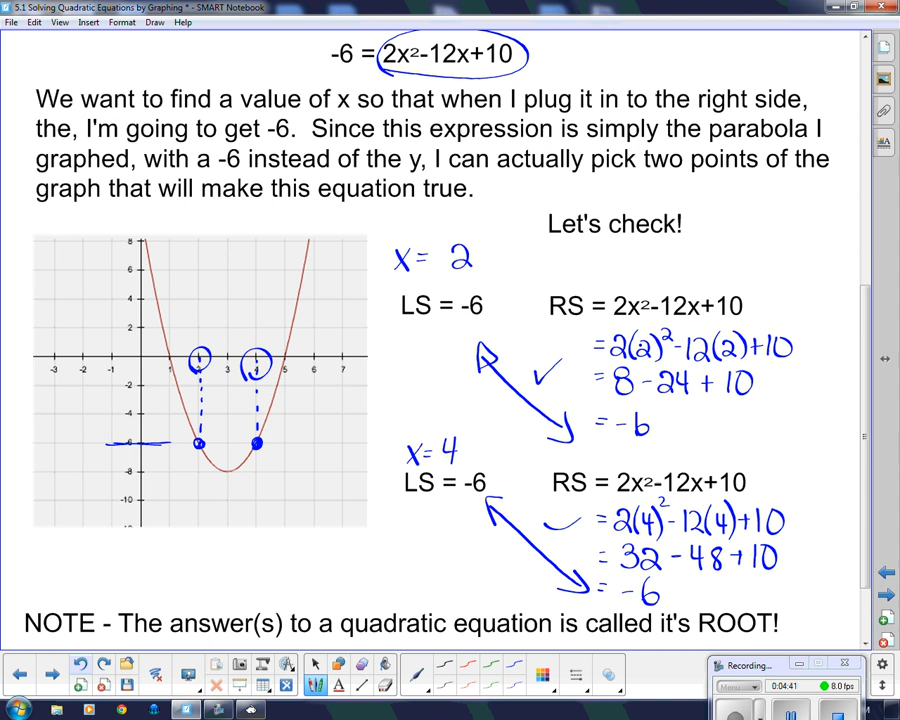 5.1 Solving Quadratic Equations by Graphing * - SMART Notebook
File Edit View Insert Format Draw Help
-6 = 2x²-12x+10
We want to find a value of x so that when I plug it in to the right side,
the, I'm going to get -6. Since this expression is simply the parabola I
graphed, with a -6 instead of the y, I can actually pick two points of the
graph that will make this equation true.
Let's check!
x = 2
LS = -6 RS = 2x²-12x+10
= 2(2)² - 12(2) + 10
= 8 - 24 + 10
= -6
x = 4
LS = -6 RS = 2x²-12x+10
= 2(4)² - 12(4) + 10
= 32 - 48 + 10
= -6
8
6
4
2
-3 -2 -1 1 2 3 4 5 6 7
-2
-4
-6
-8
-10
NOTE - The answer(s) to a quadratic equation is called it's ROOT!
Recording...
Menu 0:04:41 8.0 fps